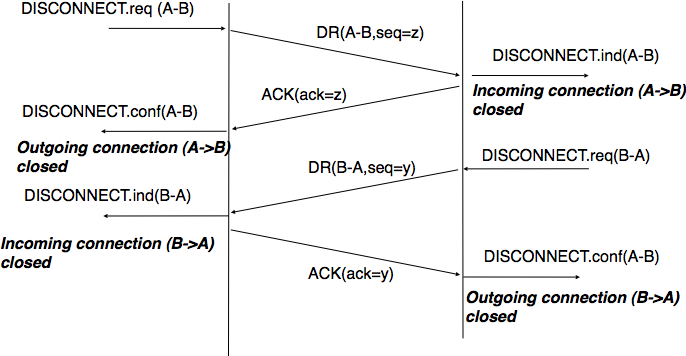 DISCONNECT.req (A-B)
DR(A-B,seq=z)
DISCONNECT.ind(A-B)
Incoming connection (A->B)
closed
ACK(ack=z)
DISCONNECT.conf(A-B)
Outgoing connection (A->B)
closed
DISCONNECT.req(B-A)
DR(B-A,seq=y)
DISCONNECT.ind(B-A)
Incoming connection (B->A)
closed
ACK(ack=y)
DISCONNECT.conf(A-B)
Outgoing connection (B->A)
closed